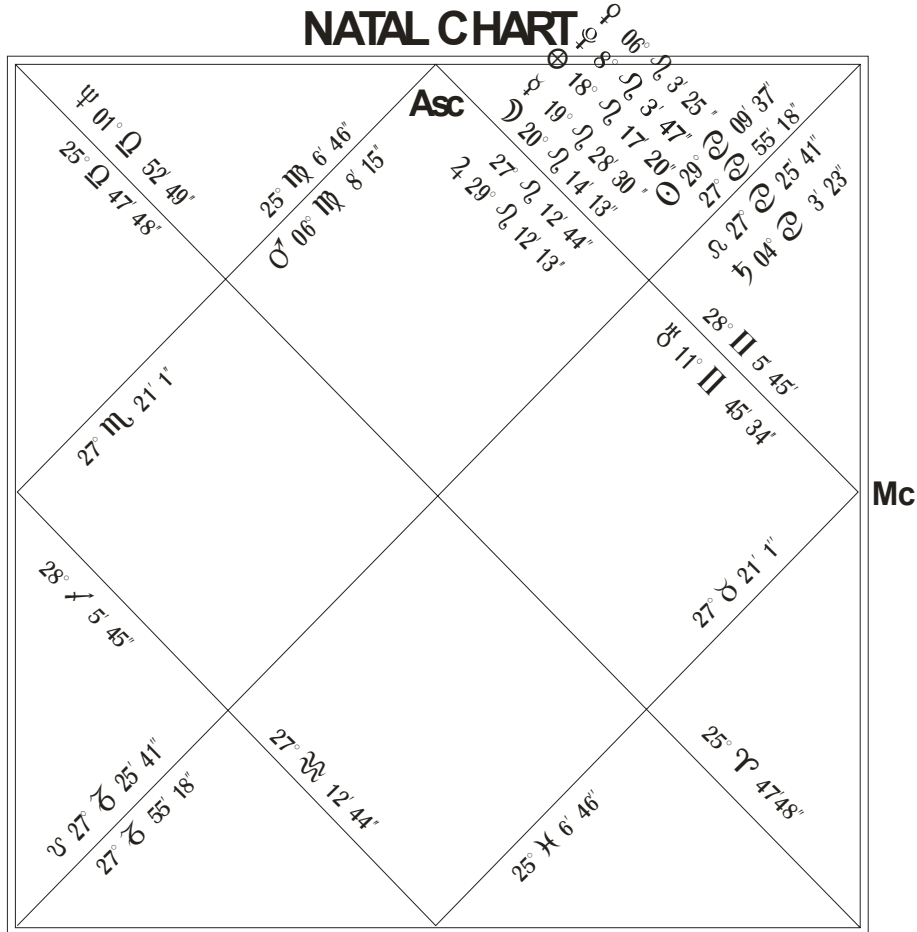 NATAL CHART
Asc
Mc
♆ 01° ♎ 52' 49"
25° ♎ 47' 48"
25° ♍ 6' 46"
♂ 06° ♍ 8' 15"
♀ 06° ♌ 3' 25"
♇ 8° ♌ 3' 47"
⊗ 18° ♌ 17' 20"
☿ 19° ♌ 28' 30"
☽ 20° ♌ 14' 13"
27° ♌ 12' 44"
♃ 29° ♌ 12' 13"
☉ 29° ♋ 09' 37"
27° ♋ 55' 18"
☊ 27° ♋ 25' 41"
♄ 04° ♋ 3' 23"
28° ♊ 5' 45'
♅ 11° ♊ 45' 34"
27° ♏ 21' 1"
27° ♉ 21' 1"
28° ♐ 5' 45"
☋ 27° ♑ 25' 41"
27° ♑ 55' 18"
27° ♒ 12' 44"
25° ♓ 6' 46"
25° ♈ 47'48"